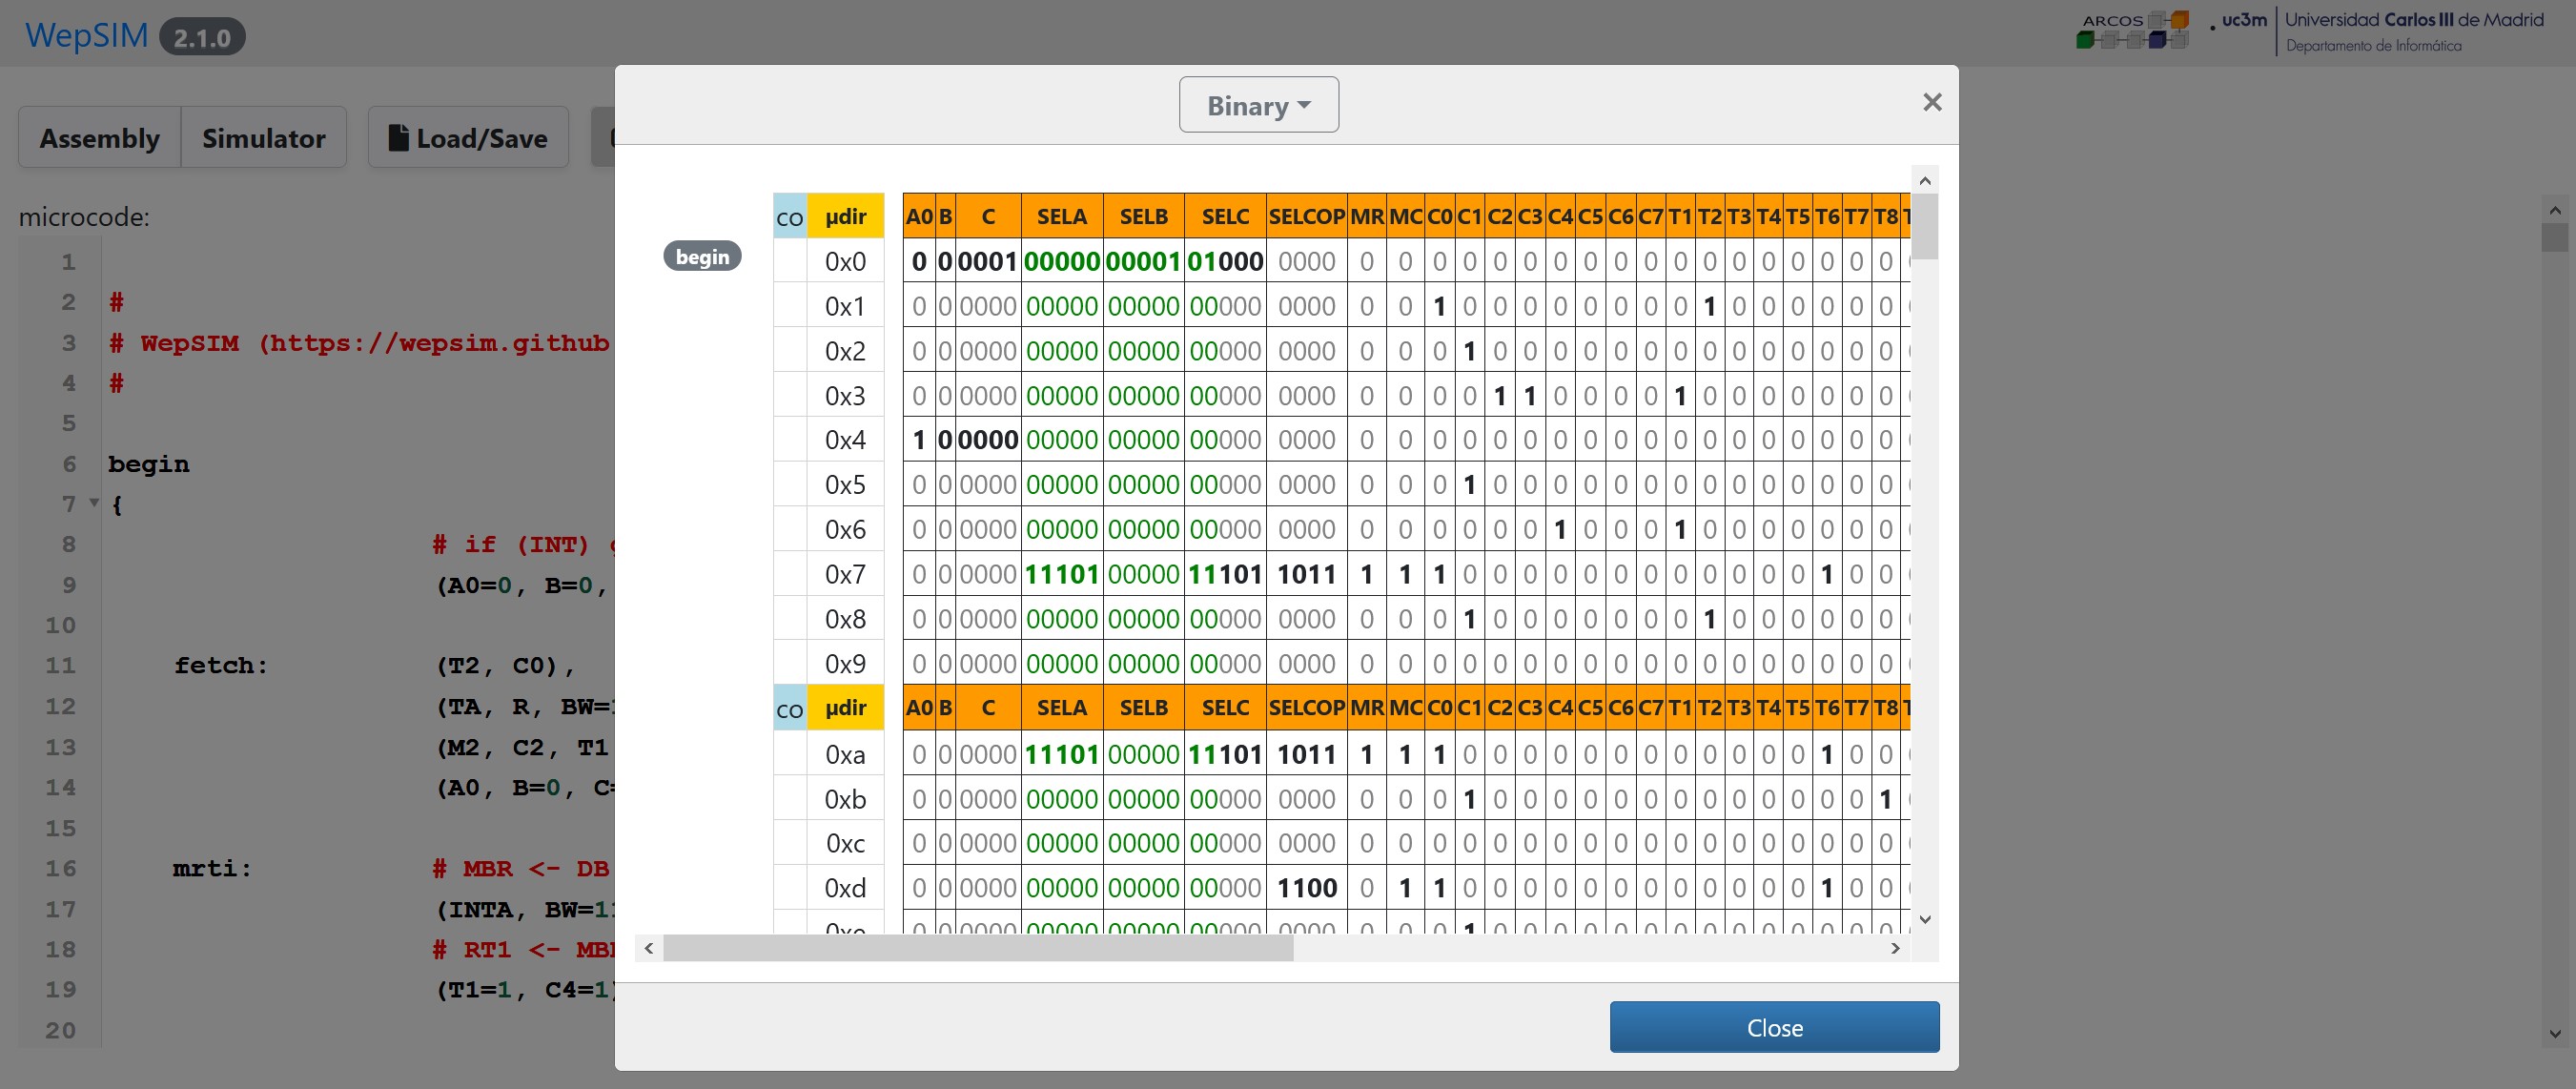 WepSIM 2.1.0
ARCOS
uc3m Universidad Carlos III de Madrid
Departamento de Informática
Assembly Simulator Load/Save
Binary
×
microcode:
1
2 #
3 # WepSIM (https://wepsim.github
4 #
5
6 begin
7 {
8 # if (INT)
9 (A0=0, B=0,
10
11 fetch: (T2, C0),
12 (TA, R, BW=
13 (M2, C2, T1
14 (A0, B=0, C=
15
16 mrti: # MBR <- DB
17 (INTA, BW=1
18 # RT1 <- MB
19 (T1=1, C4=1
20
co µdir A0 B C SELA SELB SELC SELCOP MR MC C0 C1 C2 C3 C4 C5 C6 C7 T1 T2 T3 T4 T5 T6 T7 T8
begin 0x0 0 0 0001 00000 00001 01000 0000 0 0 0 0 0 0 0 0 0 0 0 0 0 0 0 0 0 0
0x1 0 0 0000 00000 00000 00000 0000 0 0 1 0 0 0 0 0 0 0 0 1 0 0 0 0 0 0
0x2 0 0 0000 00000 00000 00000 0000 0 0 0 1 0 0 0 0 0 0 0 0 0 0 0 0 0 0
0x3 0 0 0000 00000 00000 00000 0000 0 0 0 0 1 1 0 0 0 0 1 0 0 0 0 0 0 0
0x4 1 0 0000 00000 00000 00000 0000 0 0 0 0 0 0 0 0 0 0 0 0 0 0 0 0 0 0
0x5 0 0 0000 00000 00000 00000 0000 0 0 0 1 0 0 0 0 0 0 0 0 0 0 0 0 0 0
0x6 0 0 0000 00000 00000 00000 0000 0 0 0 0 0 0 1 0 0 0 1 0 0 0 0 0 0 0
0x7 0 0 0000 11101 00000 11101 1011 1 1 1 0 0 0 0 0 0 0 0 0 0 0 0 1 0 0
0x8 0 0 0000 00000 00000 00000 0000 0 0 0 1 0 0 0 0 0 0 0 1 0 0 0 0 0 0
0x9 0 0 0000 00000 00000 00000 0000 0 0 0 0 0 0 0 0 0 0 0 0 0 0 0 0 0 0
co µdir A0 B C SELA SELB SELC SELCOP MR MC C0 C1 C2 C3 C4 C5 C6 C7 T1 T2 T3 T4 T5 T6 T7 T8
0xa 0 0 0000 11101 00000 11101 1011 1 1 1 0 0 0 0 0 0 0 0 0 0 0 0 1 0 0
0xb 0 0 0000 00000 00000 00000 0000 0 0 0 1 0 0 0 0 0 0 0 0 0 0 0 0 0 1
0xc 0 0 0000 00000 00000 00000 0000 0 0 0 0 0 0 0 0 0 0 0 0 0 0 0 0 0 0
0xd 0 0 0000 00000 00000 00000 1100 0 1 1 0 0 0 0 0 0 0 0 0 0 0 0 1 0 0
Close